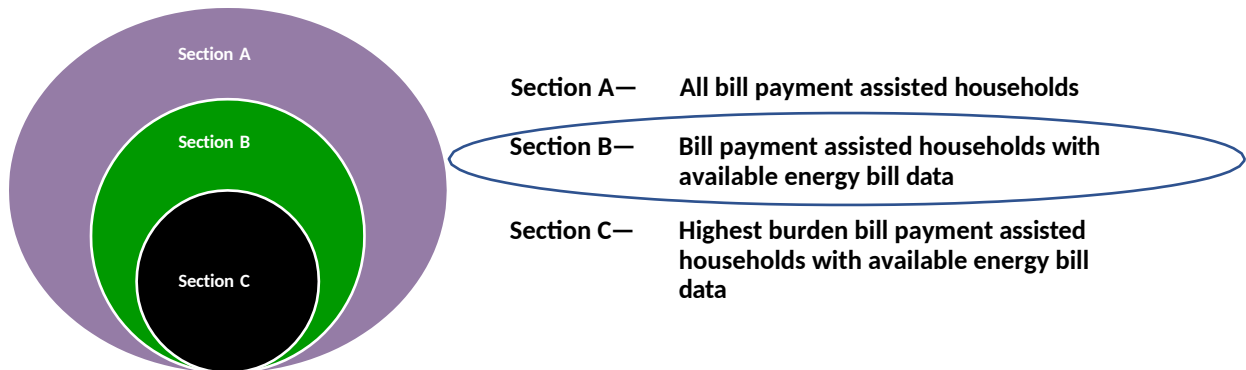 Section A
Section B
Section C
Section A— All bill payment assisted households
Section B— Bill payment assisted households with
available energy bill data
Section C— Highest burden bill payment assisted
households with available energy bill
data